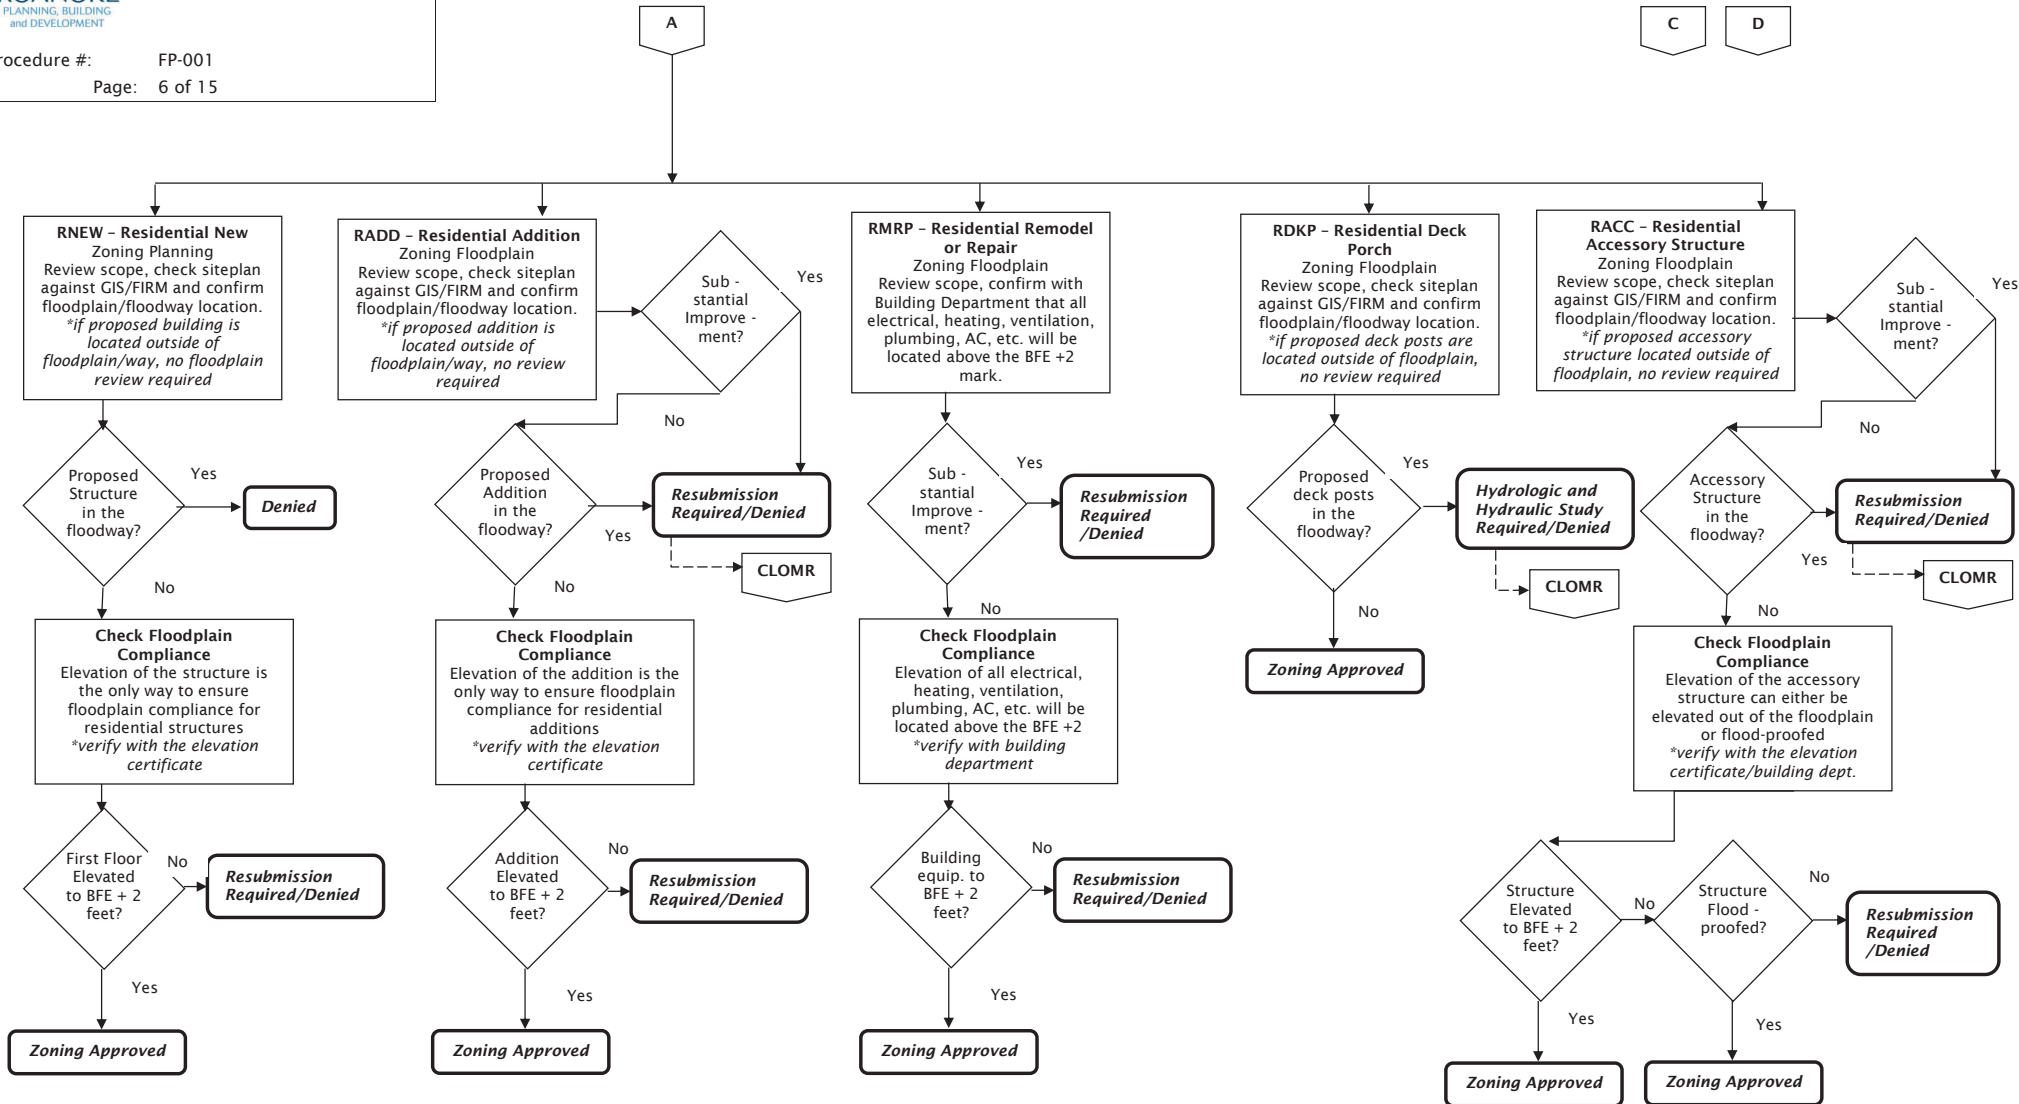 PLANNING, BUILDING
and DEVELOPMENT
rocedure #: FP-001
Page: 6 of 15
A
C
D
RNEW – Residential New
Zoning Planning
Review scope, check siteplan
against GIS/FIRM and confirm
floodplain/floodway location.
*if proposed building is
located outside of
floodplain/way, no floodplain
review required
Proposed
Structure
in the
floodway?
Yes
Denied
No
Check Floodplain
Compliance
Elevation of the structure is
the only way to ensure
floodplain compliance for
residential structures
*verify with the elevation
certificate
First Floor
Elevated
to BFE + 2
feet?
No
Resubmission
Required/Denied
Yes
Zoning Approved
RADD – Residential Addition
Zoning Floodplain
Review scope, check siteplan
against GIS/FIRM and confirm
floodplain/floodway location.
*if proposed addition is
located outside of
floodplain/way, no review
required
Sub -
stantial
Improve -
ment?
Yes
No
Proposed
Addition
in the
floodway?
Yes
Resubmission
Required/Denied
CLOMR
No
Check Floodplain
Compliance
Elevation of the addition is the
only way to ensure floodplain
compliance for residential
additions
*verify with the elevation
certificate
Addition
Elevated
to BFE + 2
feet?
No
Resubmission
Required/Denied
Yes
Zoning Approved
RMRP – Residential Remodel
or Repair
Zoning Floodplain
Review scope, confirm with
Building Department that all
electrical, heating, ventilation,
plumbing, AC, etc. will be
located above the BFE +2
mark.
Sub -
stantial
Improve -
ment?
Yes
Resubmission
Required
/Denied
No
Check Floodplain
Compliance
Elevation of all electrical,
heating, ventilation,
plumbing, AC, etc. will be
located above the BFE +2
*verify with building
department
Building
equip. to
BFE + 2
feet?
No
Resubmission
Required/Denied
Yes
Zoning Approved
RDKP – Residential Deck
Porch
Zoning Floodplain
Review scope, check siteplan
against GIS/FIRM and confirm
floodplain/floodway location.
*if proposed deck posts are
located outside of floodplain,
no review required
Proposed
deck posts
in the
floodway?
Yes
Hydrologic and
Hydraulic Study
Required/Denied
CLOMR
No
Zoning Approved
RACC – Residential
Accessory Structure
Zoning Floodplain
Review scope, check siteplan
against GIS/FIRM and confirm
floodplain/floodway location.
*if proposed accessory
structure located outside of
floodplain, no review required
Sub -
stantial
Improve -
ment?
Yes
No
Accessory
Structure
in the
floodway?
Yes
Resubmission
Required/Denied
CLOMR
No
Check Floodplain
Compliance
Elevation of the accessory
structure can either be
elevated out of the floodplain
or flood-proofed
*verify with the elevation
certificate/building dept.
Structure
Elevated
to BFE + 2
feet?
No
Structure
Flood -
proofed?
No
Resubmission
Required
/Denied
Yes
Zoning Approved
Yes
Zoning Approved